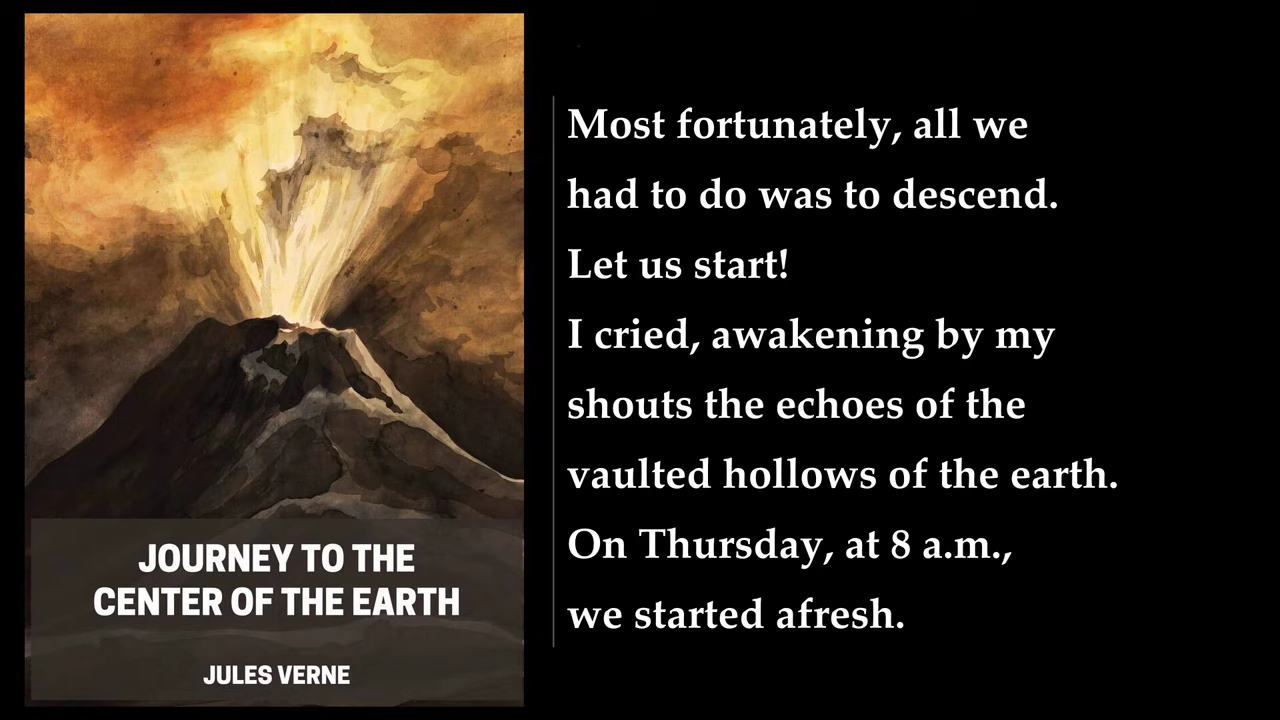 JOURNEY TO THE
CENTER OF THE EARTH
JULES VERNE
Most fortunately, all we
had to do was to descend.
Let us start!
I cried, awakening by my
shouts the echoes of the
vaulted hollows of the earth.
On Thursday, at 8 a.m.,
we started afresh.